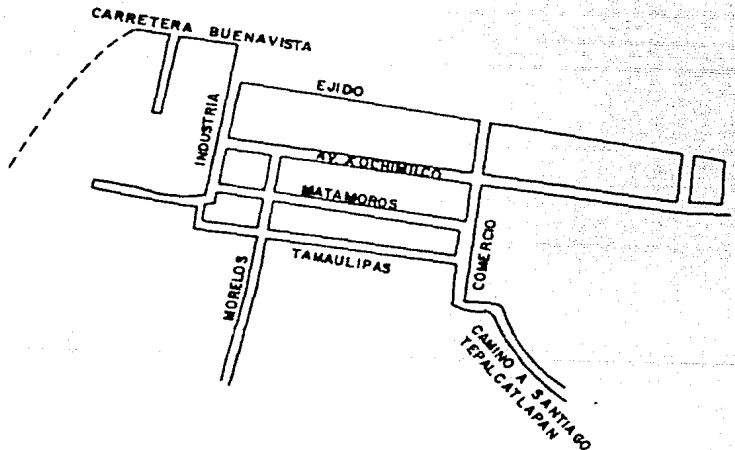 CARRETERA BUENAVISTA
EJIDO
INDUSTRIA
AV XOCHIMILCO
MATAMOROS
COMERCIO
TAMAULIPAS
MORELOS
CAMINO A SANTIAGO
TEPALCATLAPAN